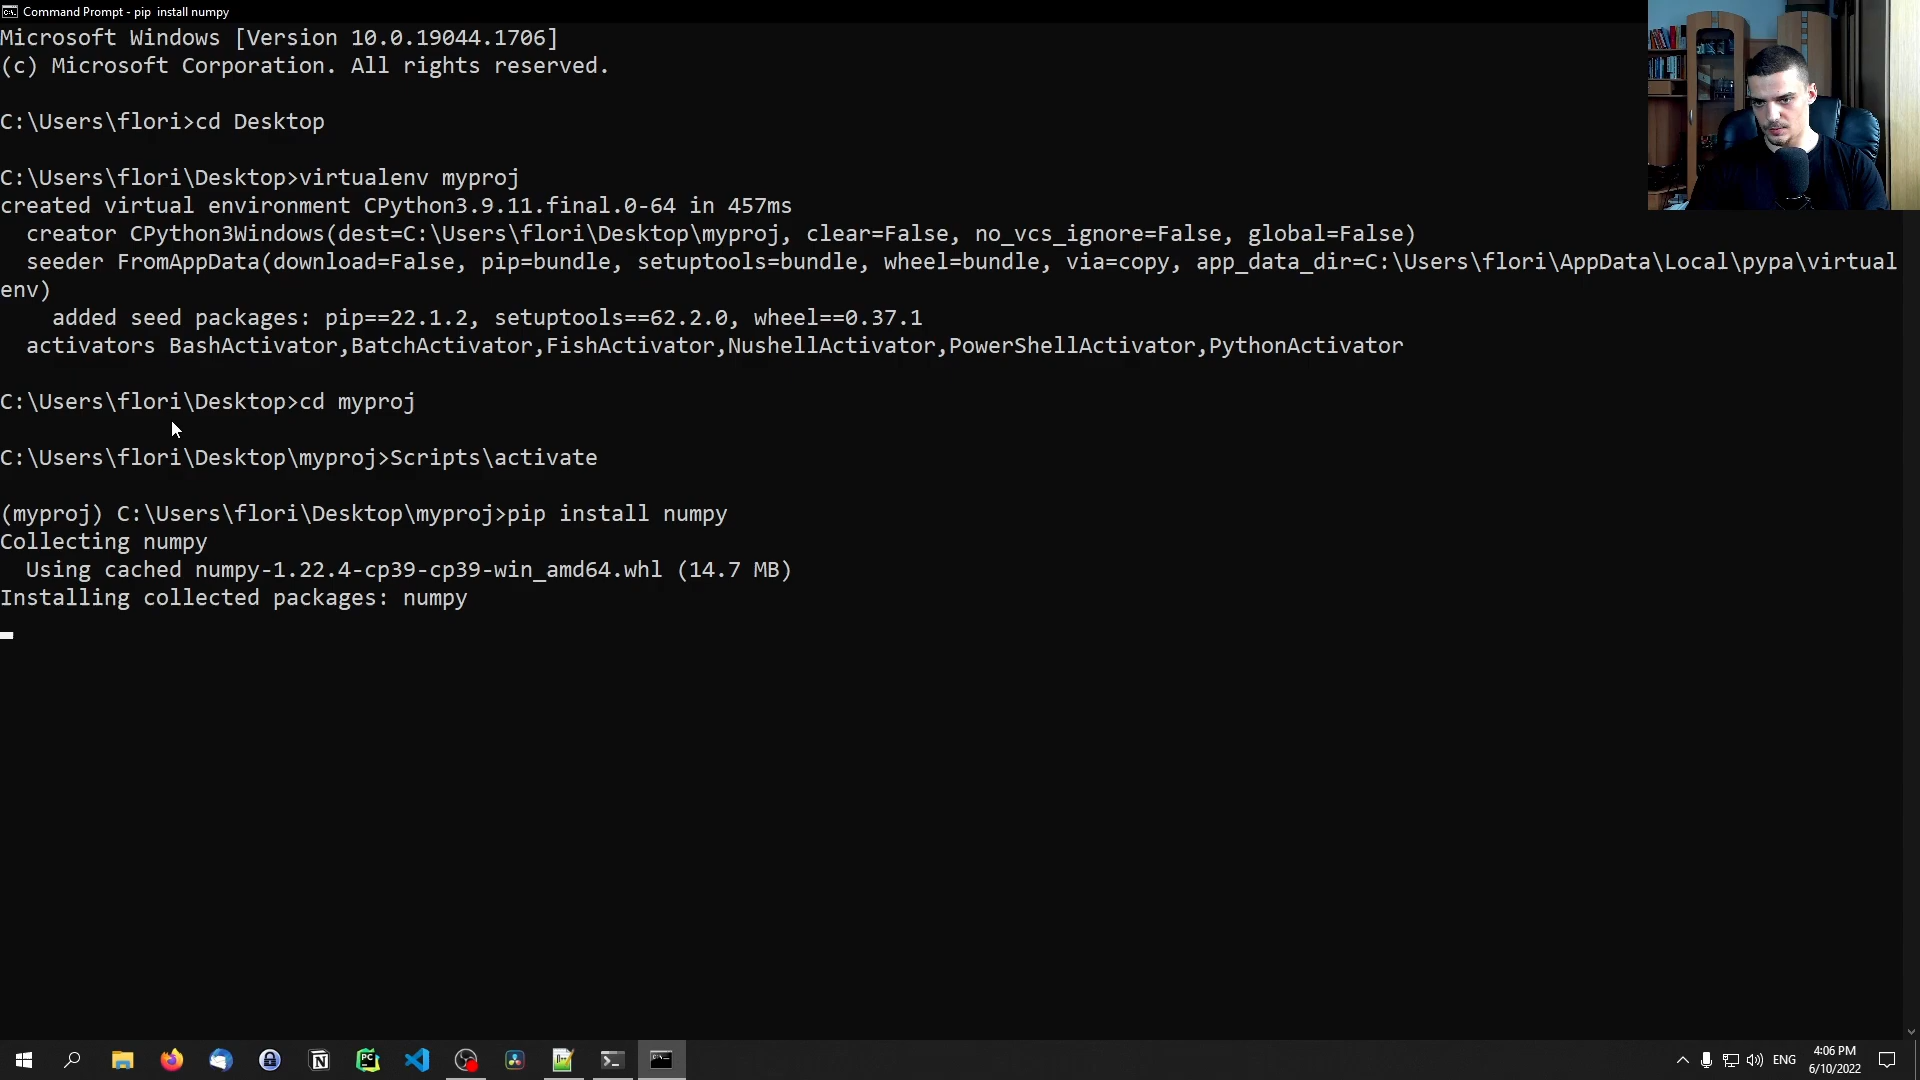 Command Prompt - pip  install numpy
Microsoft Windows [Version 10.0.19044.1706]
(c) Microsoft Corporation. All rights reserved.
C:\Users\flori>cd Desktop
C:\Users\flori\Desktop>virtualenv myproj
created virtual environment CPython3.9.11.final.0-64 in 457ms
  creator CPython3Windows(dest=C:\Users\flori\Desktop\myproj, clear=False, no_vcs_ignore=False, global=False)
  seeder FromAppData(download=False, pip=bundle, setuptools=bundle, wheel=bundle, via=copy, app_data_dir=C:\Users\flori\AppData\Local\pypa\virtual
env)
    added seed packages: pip==22.1.2, setuptools==62.2.0, wheel==0.37.1
  activators BashActivator,BatchActivator,FishActivator,NushellActivator,PowerShellActivator,PythonActivator
C:\Users\flori\Desktop>cd myproj
C:\Users\flori\Desktop\myproj>Scripts\activate
(myproj) C:\Users\flori\Desktop\myproj>pip install numpy
Collecting numpy
  Using cached numpy-1.22.4-cp39-cp39-win_amd64.whl (14.7 MB)
Installing collected packages: numpy
ENG
4:06 PM
6/10/2022